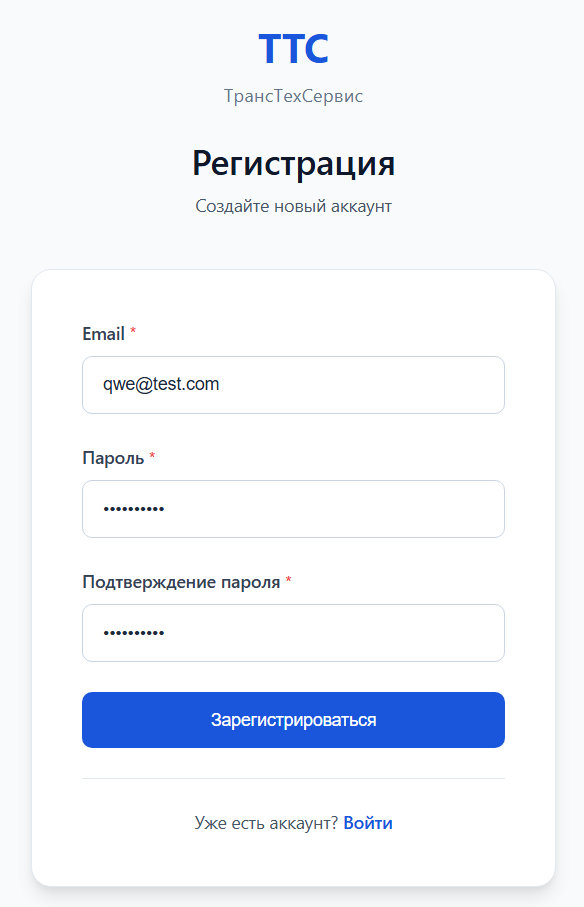 ТТС
ТрансТехСервис
Регистрация
Создайте новый аккаунт
Email *
qwe@test.com
Пароль *
••••••••••
Подтверждение пароля *
••••••••••
Зарегистрироваться
Уже есть аккаунт? Войти